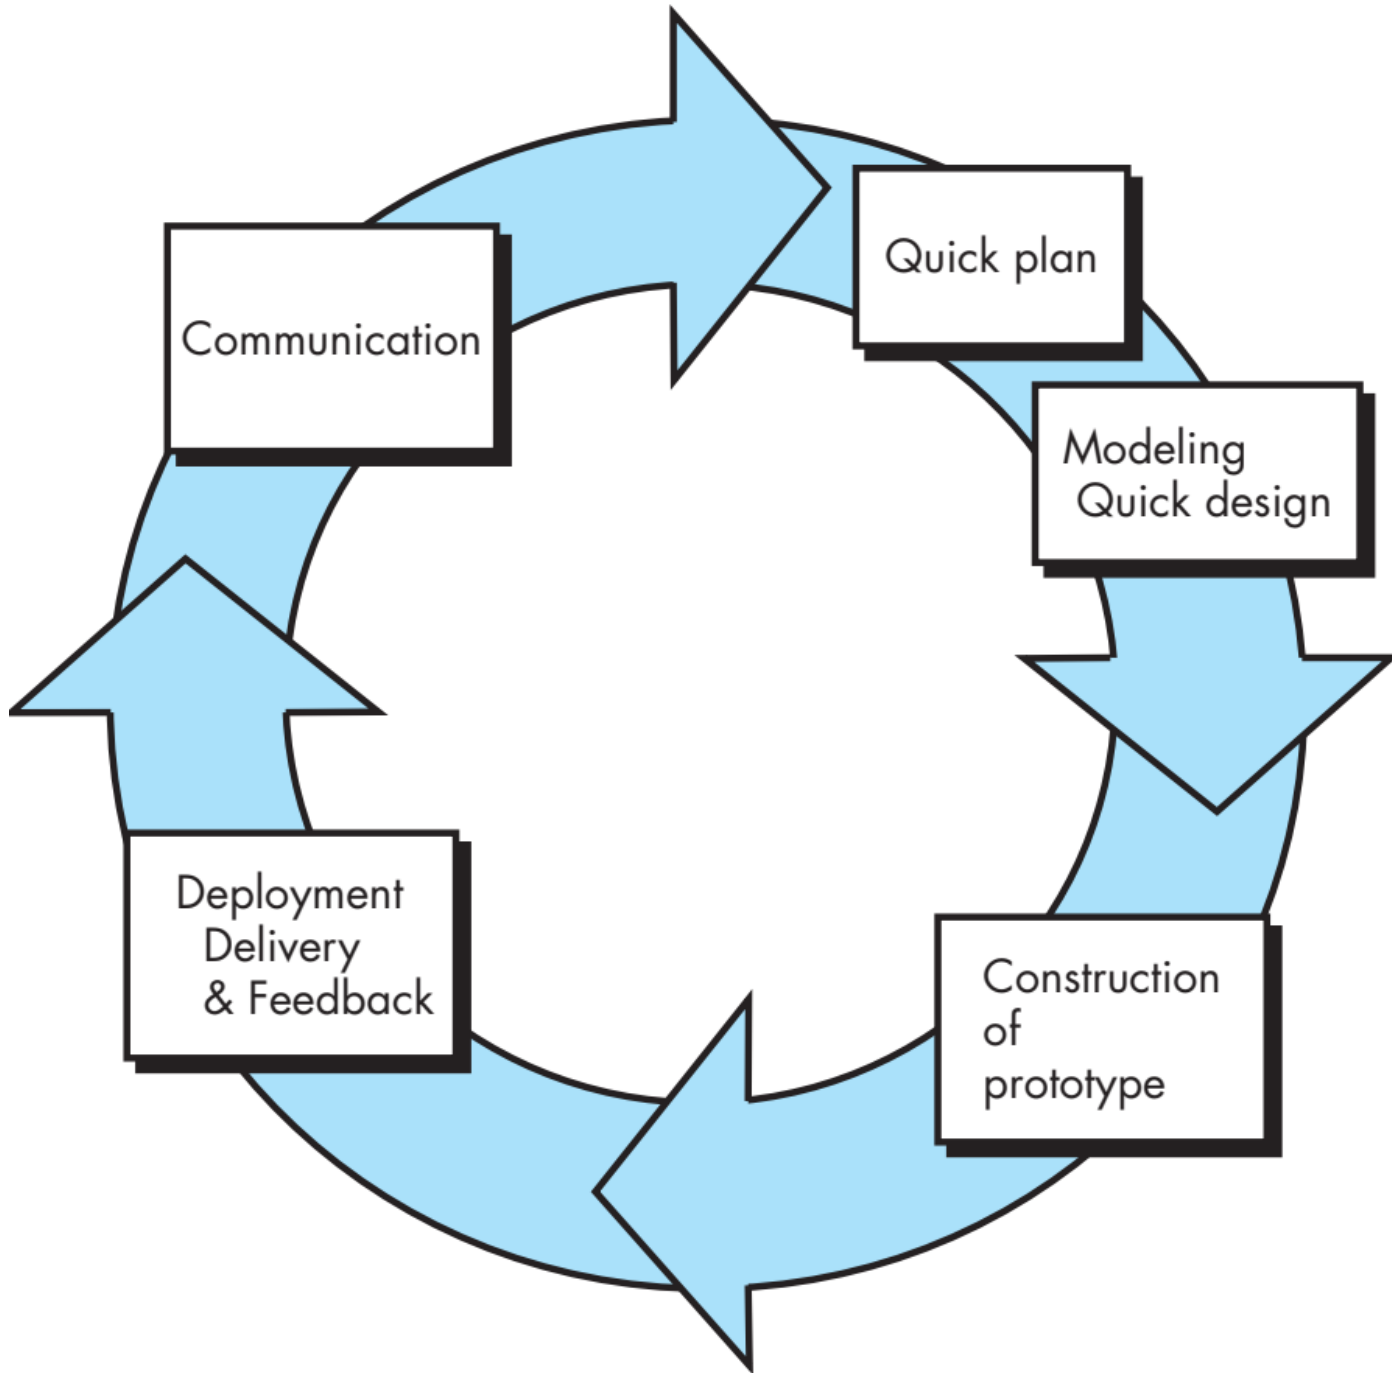 Communication
Quick plan
Modeling
Quick design
Construction
of
prototype
Deployment
Delivery
& Feedback